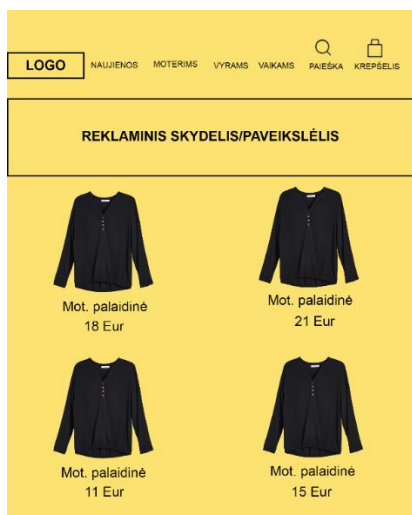 LOGO
NAUJIENOS
MOTERIMS
VYRAMS
VAIKAMS
PAIEŠKA
KREPŠELIS
REKLAMINIS SKYDELIS/PAVEIKSLĖLIS
Mot. palaidinė
18 Eur
Mot. palaidinė
21 Eur
Mot. palaidinė
11 Eur
Mot. palaidinė
15 Eur